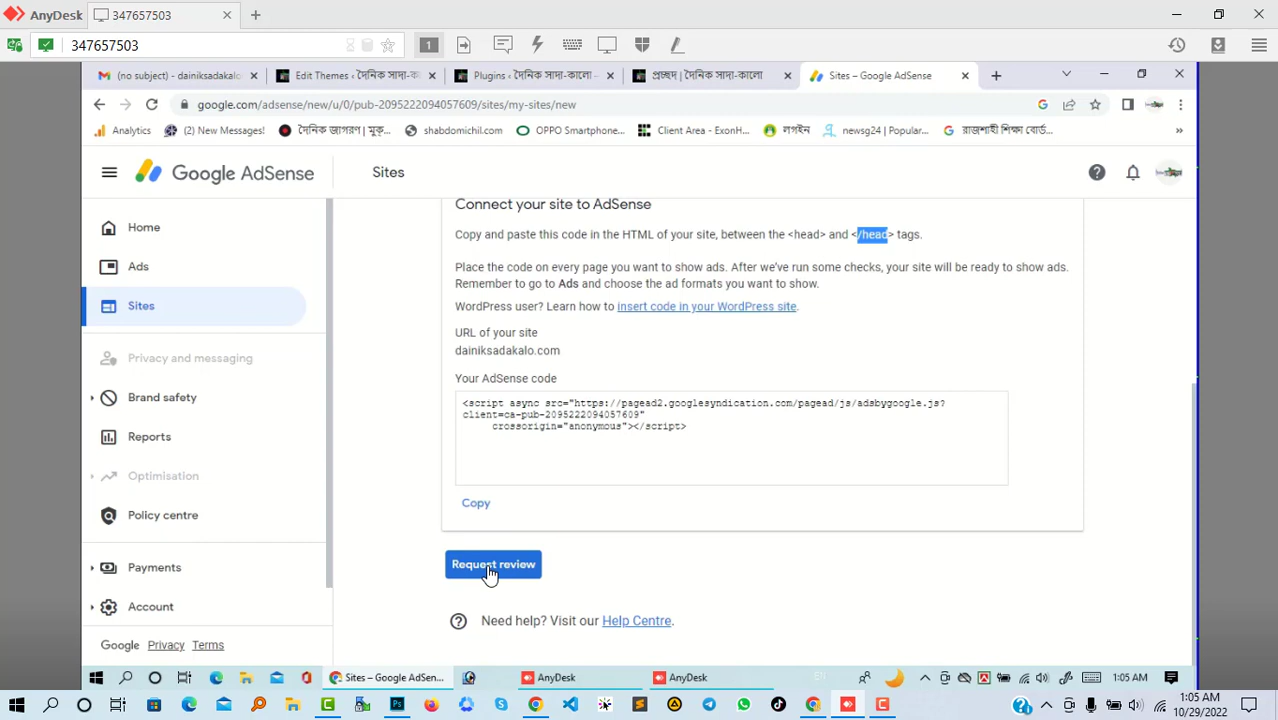 AnyDesk 347657503
347657503
1
(no subject) - dainiksadakalo
Edit Themes ‹ দৈনিক সাদা-কা
Plugins ‹ দৈনিক সাদা-কালো —
প্রচ্ছদ | দৈনিক সাদা-কালো
Sites – Google AdSense
google.com/adsense/new/u/0/pub-2095222094057609/sites/my-sites/new
Analytics
(2) New Messages!
দৈনিক জাগরণ | মু্ক্...
shabdomichil.com
OPPO Smartphone...
Client Area - ExonH...
লগইন
newsg24 | Popular...
রাজশাহী শিক্ষা বোর্ড...
»
Google AdSense
Sites
Home
Ads
Sites
Privacy and messaging
Brand safety
Reports
Optimisation
Policy centre
Payments
Account
Google Privacy Terms
Connect your site to AdSense
Copy and paste this code in the HTML of your site, between the <head> and </head> tags.
Place the code on every page you want to show ads. After we've run some checks, your site will be ready to show ads.
Remember to go to Ads and choose the ad formats you want to show.
WordPress user? Learn how to insert code in your WordPress site.
URL of your site
dainiksadakalo.com
Your AdSense code
<script async src="https://pagead2.googlesyndication.com/pagead/js/adsbygoogle.js?
client=ca-pub-2095222094057609"
crossorigin="anonymous"></script>
Copy
Request review
Need help? Visit our Help Centre.
Sites – Google AdSen...
AnyDesk
AnyDesk
1:05 AM
1:05 AM
10/29/2022